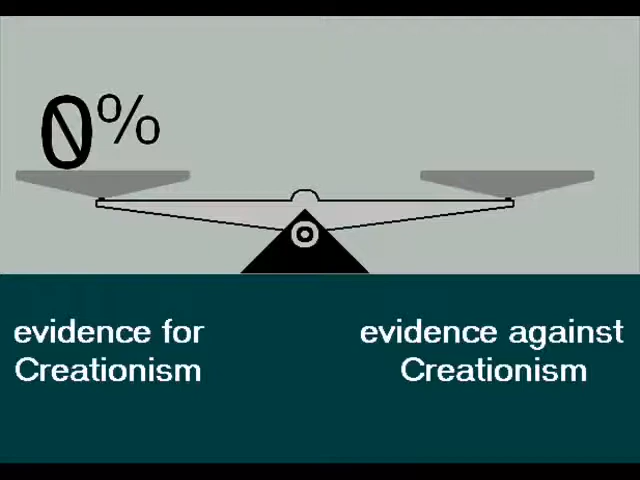 0%
evidence for
Creationism
evidence against
Creationism